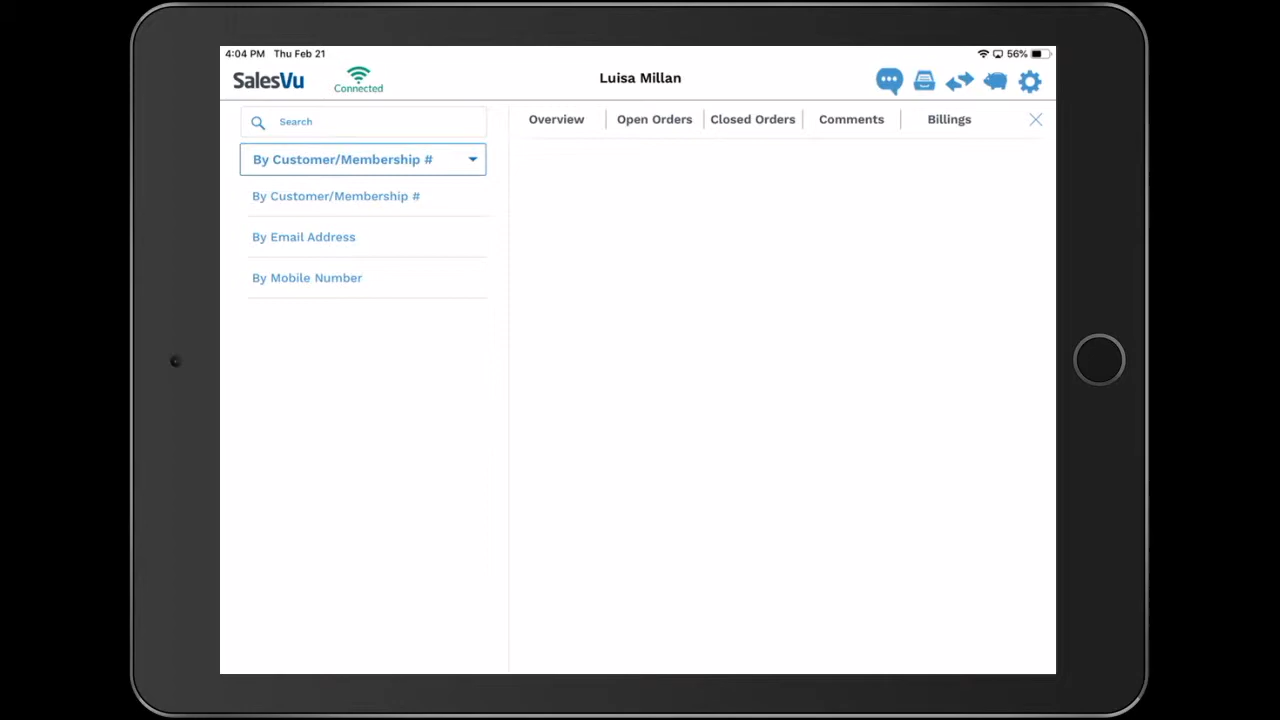 4:04 PM Thu Feb 21
56%
SalesVu
Connected
Luisa Millan
Search
By Customer/Membership #
By Customer/Membership #
By Email Address
By Mobile Number
Overview
Open Orders
Closed Orders
Comments
Billings